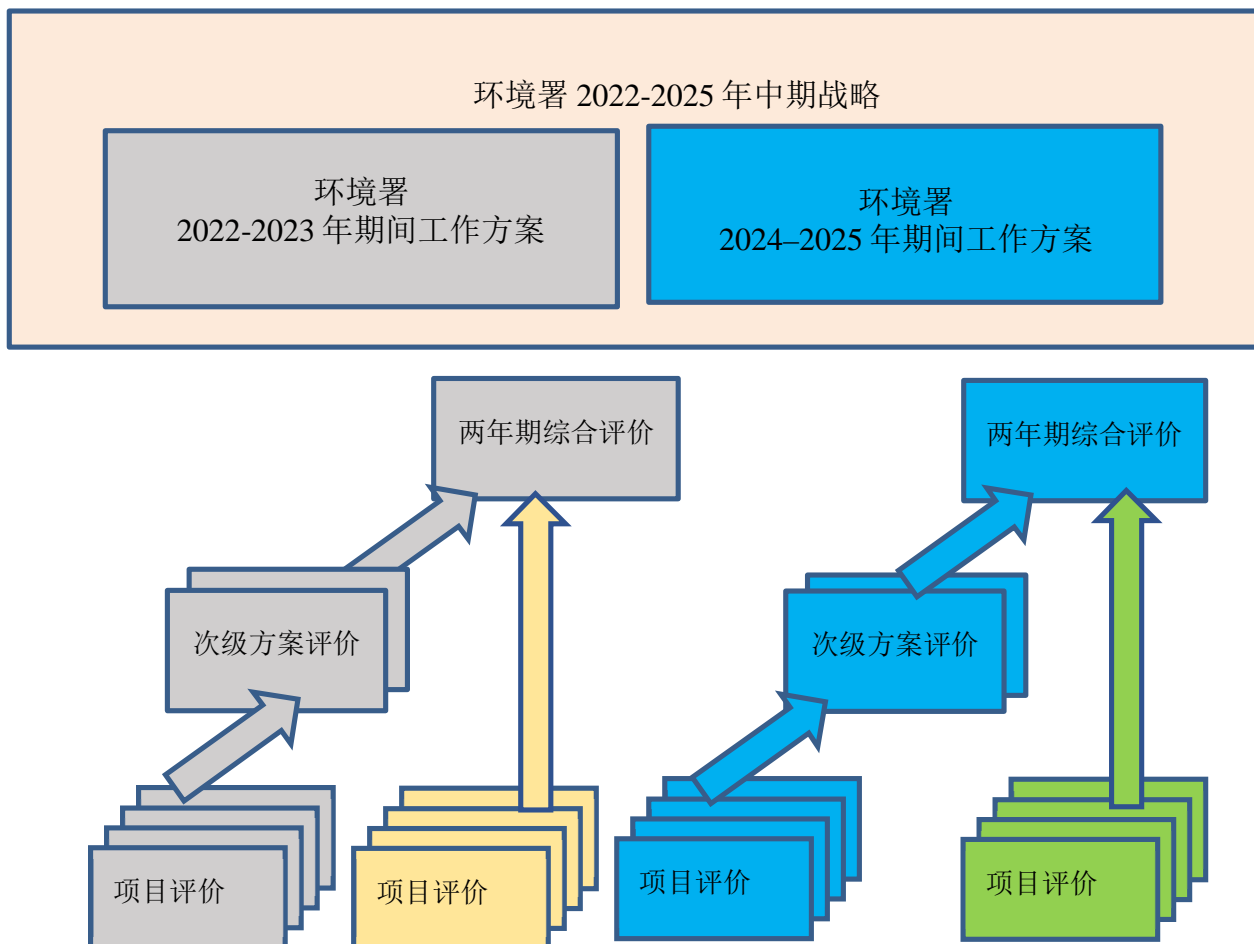 环境署 2022-2025 年中期战略
环境署
2022-2023 年期间工作方案
环境署
2024–2025 年期间工作方案
两年期综合评价
两年期综合评价
次级方案评价
次级方案评价
项目评价
项目评价
项目评价
项目评价